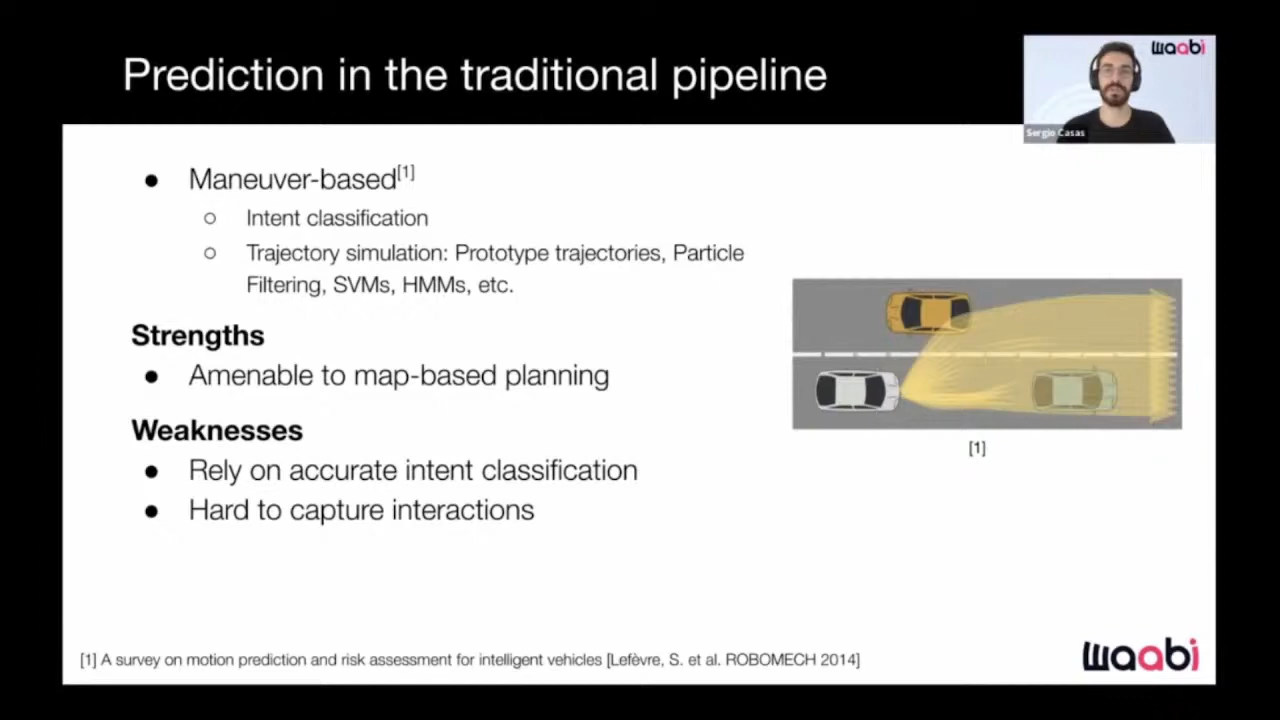 Prediction in the traditional pipeline
waabi
Sergio Casas
● Maneuver-based[1]
○ Intent classification
○ Trajectory simulation: Prototype trajectories, Particle
Filtering, SVMs, HMMs, etc.
Strengths
● Amenable to map-based planning
Weaknesses
● Rely on accurate intent classification
● Hard to capture interactions
[1]
[1] A survey on motion prediction and risk assessment for intelligent vehicles [Lefèvre, S. et al. ROBOMECH 2014]
waabi